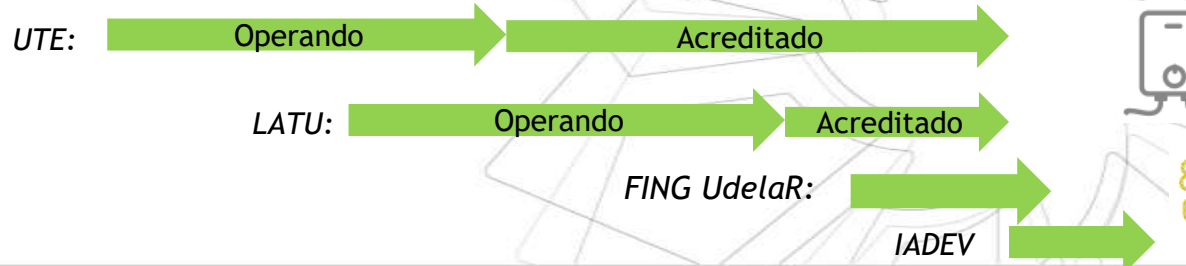 UTE: Operando Acreditado
LATU: Operando Acreditado
FING UdelaR:
IADEV